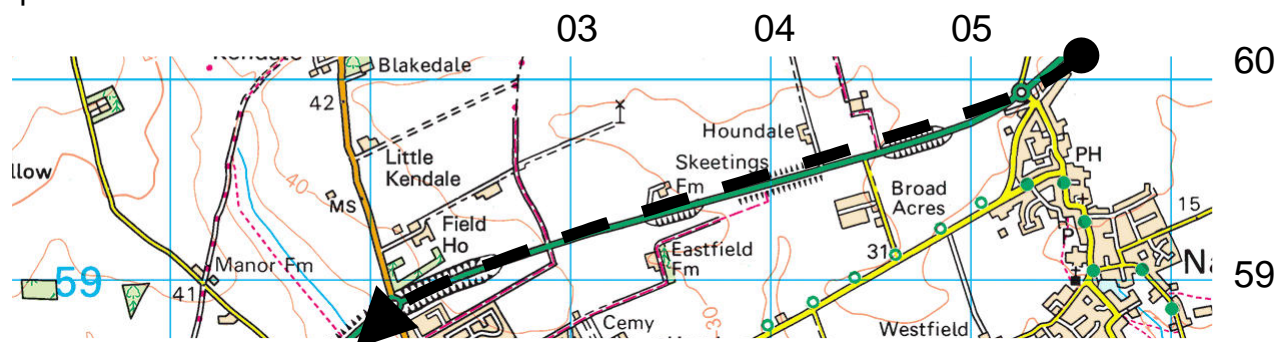 03
04
05
60
Blakedale
42
Houndale
Little
Kendale
PH
llow
Skeetings
Fm
40
Broad
Acres
MS
15
Field
Ho
P
31
Eastfield
Fm
Manor Fm
59
59
41
30
Cemy
Westfield